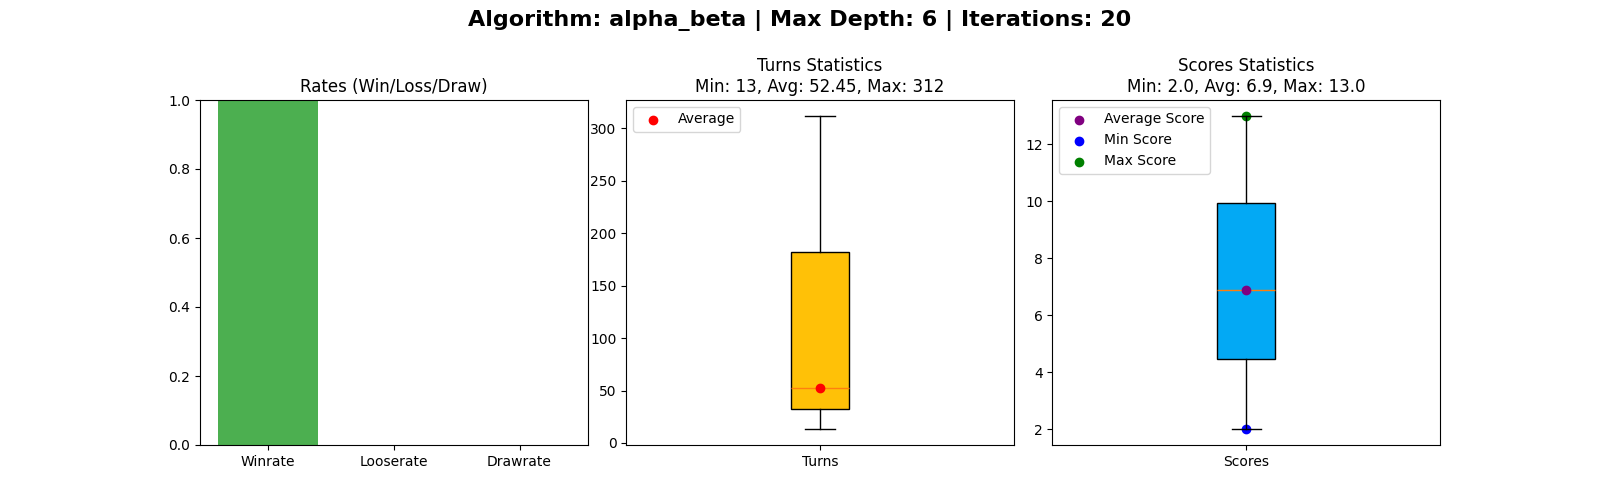 Algorithm: alpha_beta | Max Depth: 6 | Iterations: 20
Rates (Win/Loss/Draw)
1.0
0.8
0.6
0.4
0.2
0.0
Winrate
Looserate
Drawrate
Turns Statistics
Min: 13, Avg: 52.45, Max: 312
Average
300
250
200
150
100
50
0
Turns
Scores Statistics
Min: 2.0, Avg: 6.9, Max: 13.0
Average Score
Min Score
Max Score
12
10
8
6
4
2
Scores